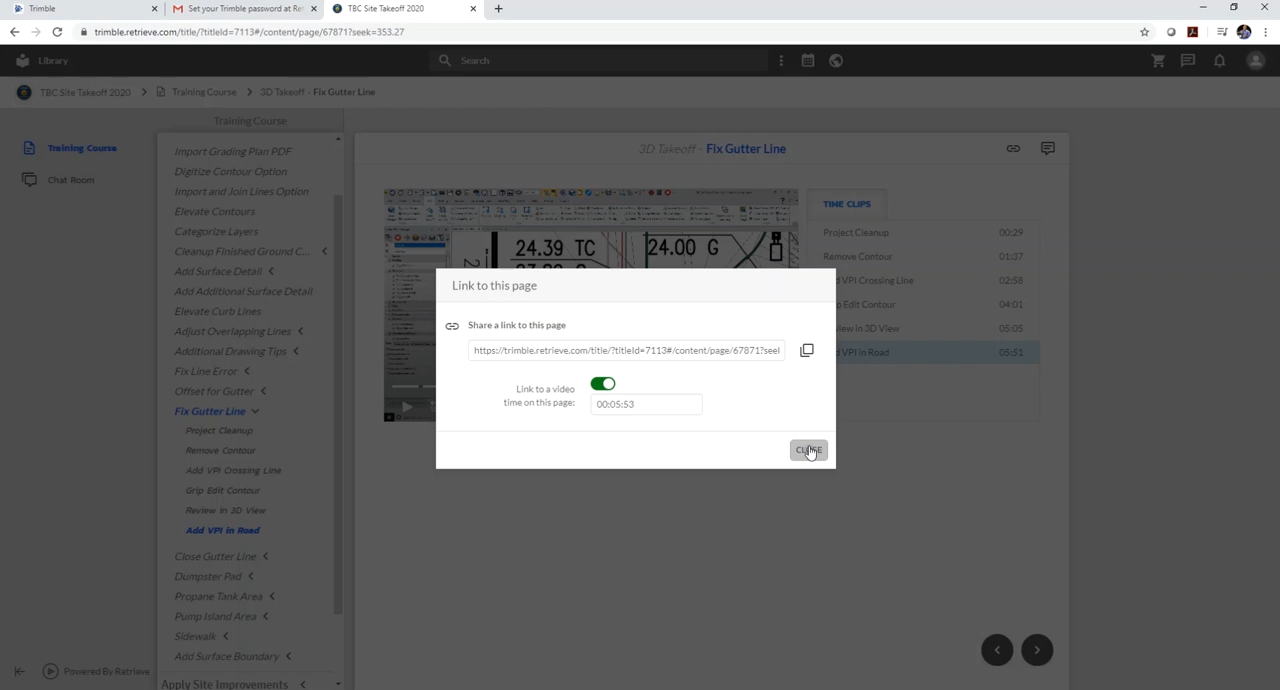 Trimble
Set your Trimble password at Ret
TBC Site Takeoff 2020
trimble.retrieve.com/title/?titleId=7113#/content/page/67871?seek=353.27
Library
Search
TBC Site Takeoff 2020
Training Course
3D Takeoff - Fix Gutter Line
Training Course
Chat Room
Training Course
Import Grading Plan PDF
Digitize Contour Option
Import and Join Lines Option
Elevate Contours
Categorize Layers
Cleanup Finished Ground C...
Add Surface Detail
Add Additional Surface Detail
Elevate Curb Lines
Adjust Overlapping Lines
Additional Drawing Tips
Fix Line Error
Offset for Gutter
Fix Gutter Line
Project Cleanup
Remove Contour
Add VPI Crossing Line
Grip Edit Contour
Review in 3D View
Add VPI in Road
Close Gutter Line
Dumpster Pad
Propane Tank Area
Pump Island Area
Sidewalk
Add Surface Boundary
Apply Site Improvements
Powered By Retrieve
3D Takeoff - Fix Gutter Line
24.39 TC
24.00 G
TIME CLIPS
Project Cleanup 00:29
Remove Contour 01:37
VPI Crossing Line 02:58
Edit Contour 04:01
in 3D View 05:05
VPI in Road 05:51
Link to this page
Share a link to this page
https://trimble.retrieve.com/title/?titleId=7113#/content/page/67871?seel
Link to a video
time on this page:
00:05:53
CLOSE